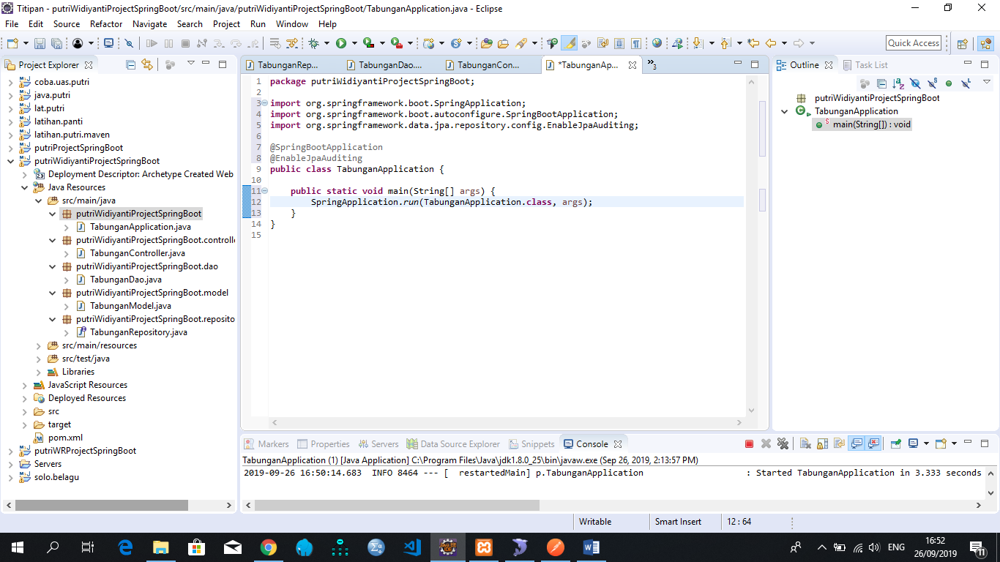 Titipan - putriWidiyantiProjectSpringBoot/src/main/java/putriWidiyantiProjectSpringBoot/TabunganApplication.java - Eclipse
File Edit Source Refactor Navigate Search Project Run Window Help
Quick Access
Project Explorer
coba.uas.putri
java.putri
lat.putri
latihan.panti
latihan.putri.maven
putriProjectSpringBoot
putriWidiyantiProjectSpringBoot
Deployment Descriptor: Archetype Created Web
Java Resources
src/main/java
putriWidiyantiProjectSpringBoot
TabunganApplication.java
putriWidiyantiProjectSpringBoot.controlle
TabunganController.java
putriWidiyantiProjectSpringBoot.dao
TabunganDao.java
putriWidiyantiProjectSpringBoot.model
TabunganModel.java
putriWidiyantiProjectSpringBoot.reposito
TabunganRepository.java
src/main/resources
src/test/java
Libraries
JavaScript Resources
Deployed Resources
src
target
pom.xml
putriWRProjectSpringBoot
Servers
solo.belagu
TabunganRep... TabunganDao.... TabunganCon... *TabunganAp... »3
1 package putriWidiyantiProjectSpringBoot;
2
3 import org.springframework.boot.SpringApplication;
4 import org.springframework.boot.autoconfigure.SpringBootApplication;
5 import org.springframework.data.jpa.repository.config.EnableJpaAuditing;
6
7 @SpringBootApplication
8 @EnableJpaAuditing
9 public class TabunganApplication {
10
11 public static void main(String[] args) {
12 SpringApplication.run(TabunganApplication.class, args);
13 }
14 }
15
Outline Task List
putriWidiyantiProjectSpringBoot
TabunganApplication
main(String[]) : void
Markers Properties Servers Data Source Explorer Snippets Console
TabunganApplication (1) [Java Application] C:\Program Files\Java\jdk1.8.0_25\bin\javaw.exe (Sep 26, 2019, 2:13:57 PM)
2019-09-26 16:50:14.683 INFO 8464 --- [ restartedMain] p.TabunganApplication : Started TabunganApplication in 3.333 seconds
Writable Smart Insert 12 : 64
ENG
16:52
26/09/2019
11